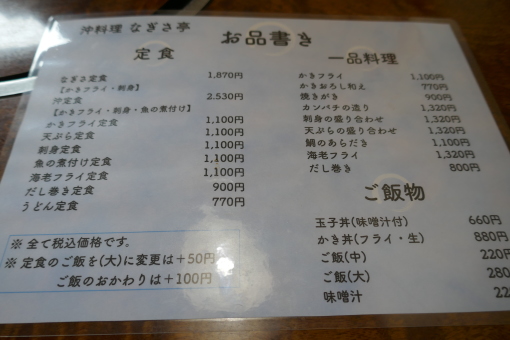 沖料理 なぎさ亭
お品書き
定食
なぎさ定食 1,870円
【かきフライ・刺身】
沖定食 2,530円
【かきフライ・刺身・魚の煮付け】
かきフライ定食 1,100円
天ぷら定食 1,100円
刺身定食 1,100円
魚の煮付け定食 1,100円
海老フライ定食 1,100円
だし巻き定食 900円
うどん定食 770円
※ 全て税込価格です。
※ 定食のご飯を(大)に変更は+50円
ご飯のおかわりは+100円
一品料理
かきフライ 1,100円
かきおろし和え 770円
焼きがき 900円
カンパチの造り 1,320円
刺身の盛り合わせ 1,320円
天ぷらの盛り合わせ 1,320円
鯛のあらだき 1,100円
海老フライ 1,320円
だし巻き 800円
ご飯物
玉子丼(味噌汁付) 660円
かき丼(フライ・生) 880円
ご飯(中) 220円
ご飯(大) 280
味噌汁 22